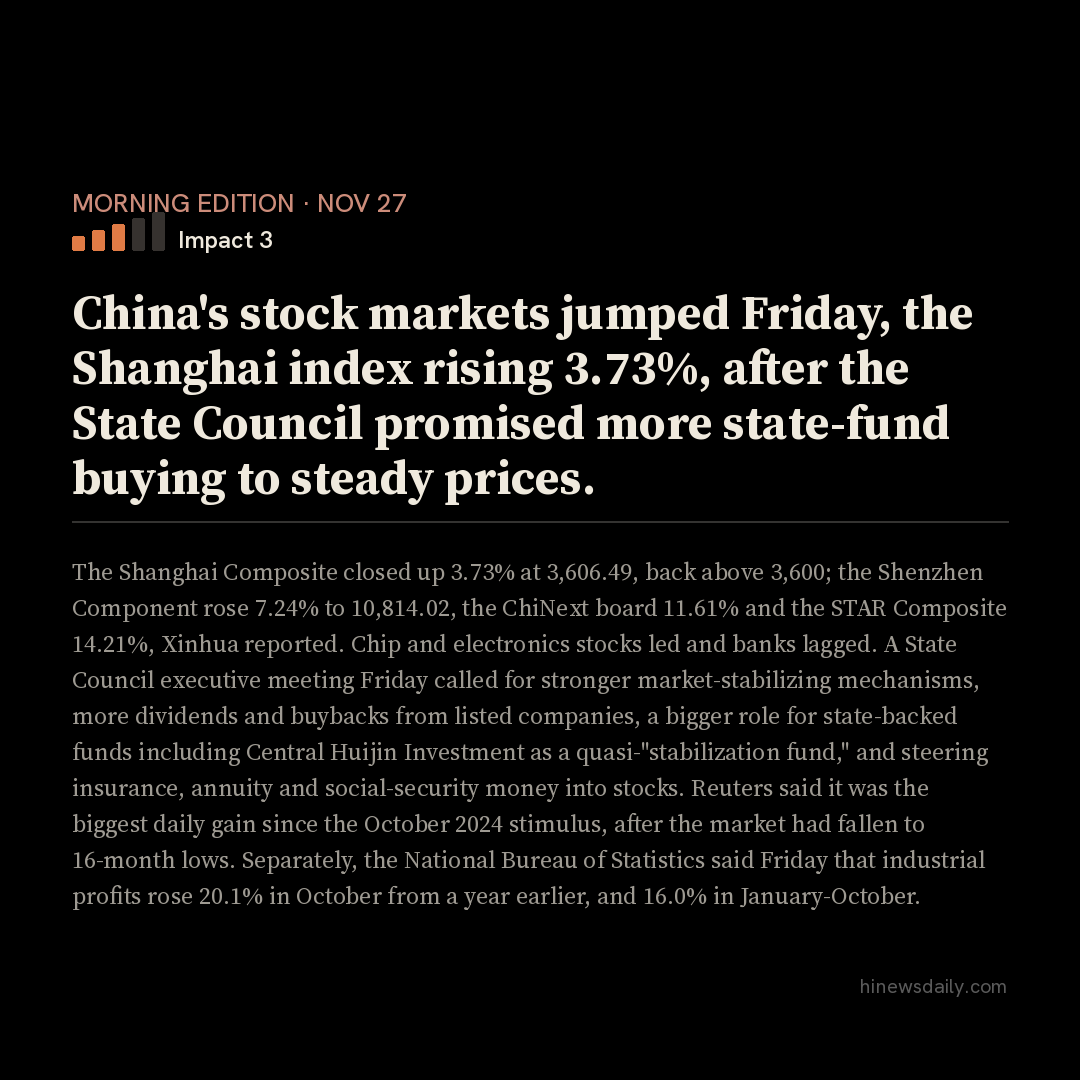 MORNING EDITION · NOV 27
Impact 3
China's stock markets jumped Friday, the
Shanghai index rising 3.73%, after the
State Council promised more state-fund
buying to steady prices.
The Shanghai Composite closed up 3.73% at 3,606.49, back above 3,600; the Shenzhen
Component rose 7.24% to 10,814.02, the ChiNext board 11.61% and the STAR Composite
14.21%, Xinhua reported. Chip and electronics stocks led and banks lagged. A State
Council executive meeting Friday called for stronger market-stabilizing mechanisms,
more dividends and buybacks from listed companies, a bigger role for state-backed
funds including Central Huijin Investment as a quasi-"stabilization fund," and steering
insurance, annuity and social-security money into stocks. Reuters said it was the
biggest daily gain since the October 2024 stimulus, after the market had fallen to
16-month lows. Separately, the National Bureau of Statistics said Friday that industrial
profits rose 20.1% in October from a year earlier, and 16.0% in January-October.
hinewsdaily.com